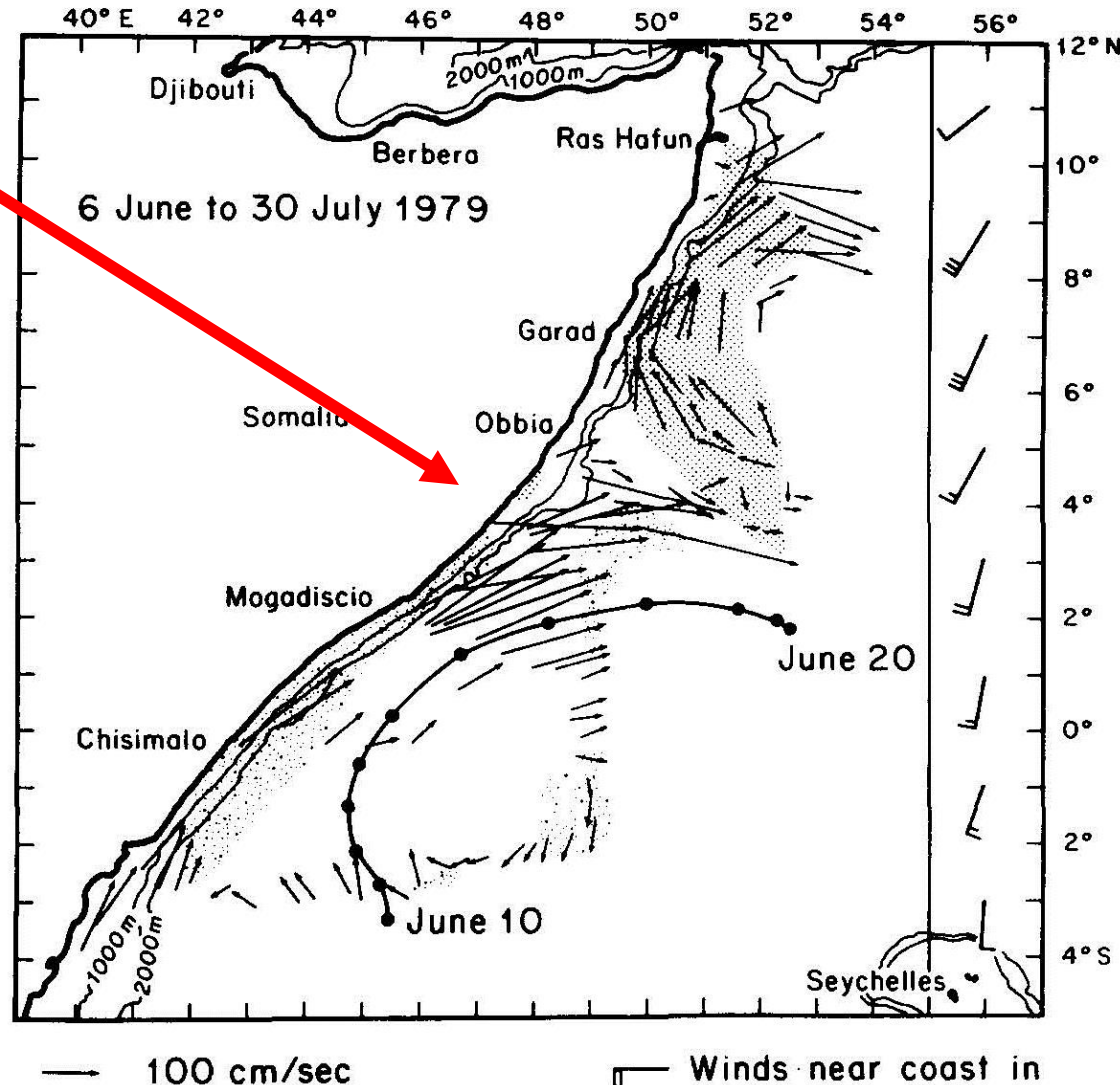 40° E 42° 44° 46° 48° 50° 52° 54° 56°
12° N
2000m
1000m
Djibouti
Berbera
Ras Hafun
10°
6 June to 30 July 1979
8°
Garad
6°
Somalia
Obbia
4°
Mogadiscio
2°
June 20
Chisimalo
0°
2°
June 10
1000m
2000m
4° S
Seychelles
100 cm/sec
Winds near coast in